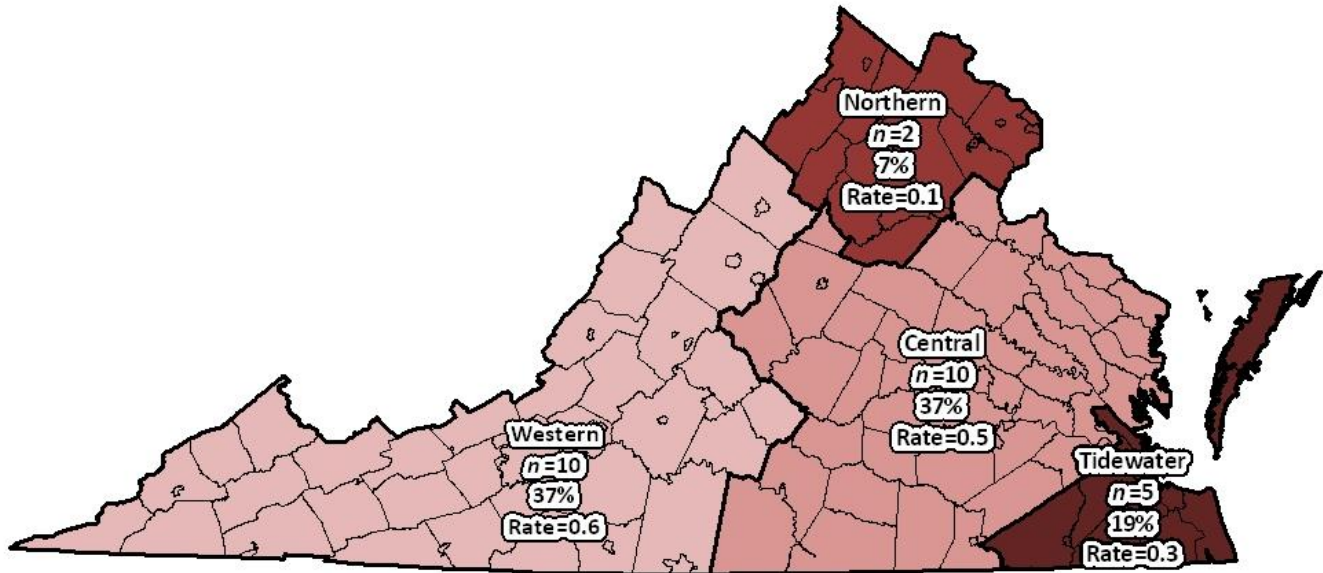 Northern
n=2
7%
Rate=0.1
Central
n=10
37%
Rate=0.5
Western
n=10
37%
Rate=0.6
Tidewater
n=5
19%
Rate=0.3